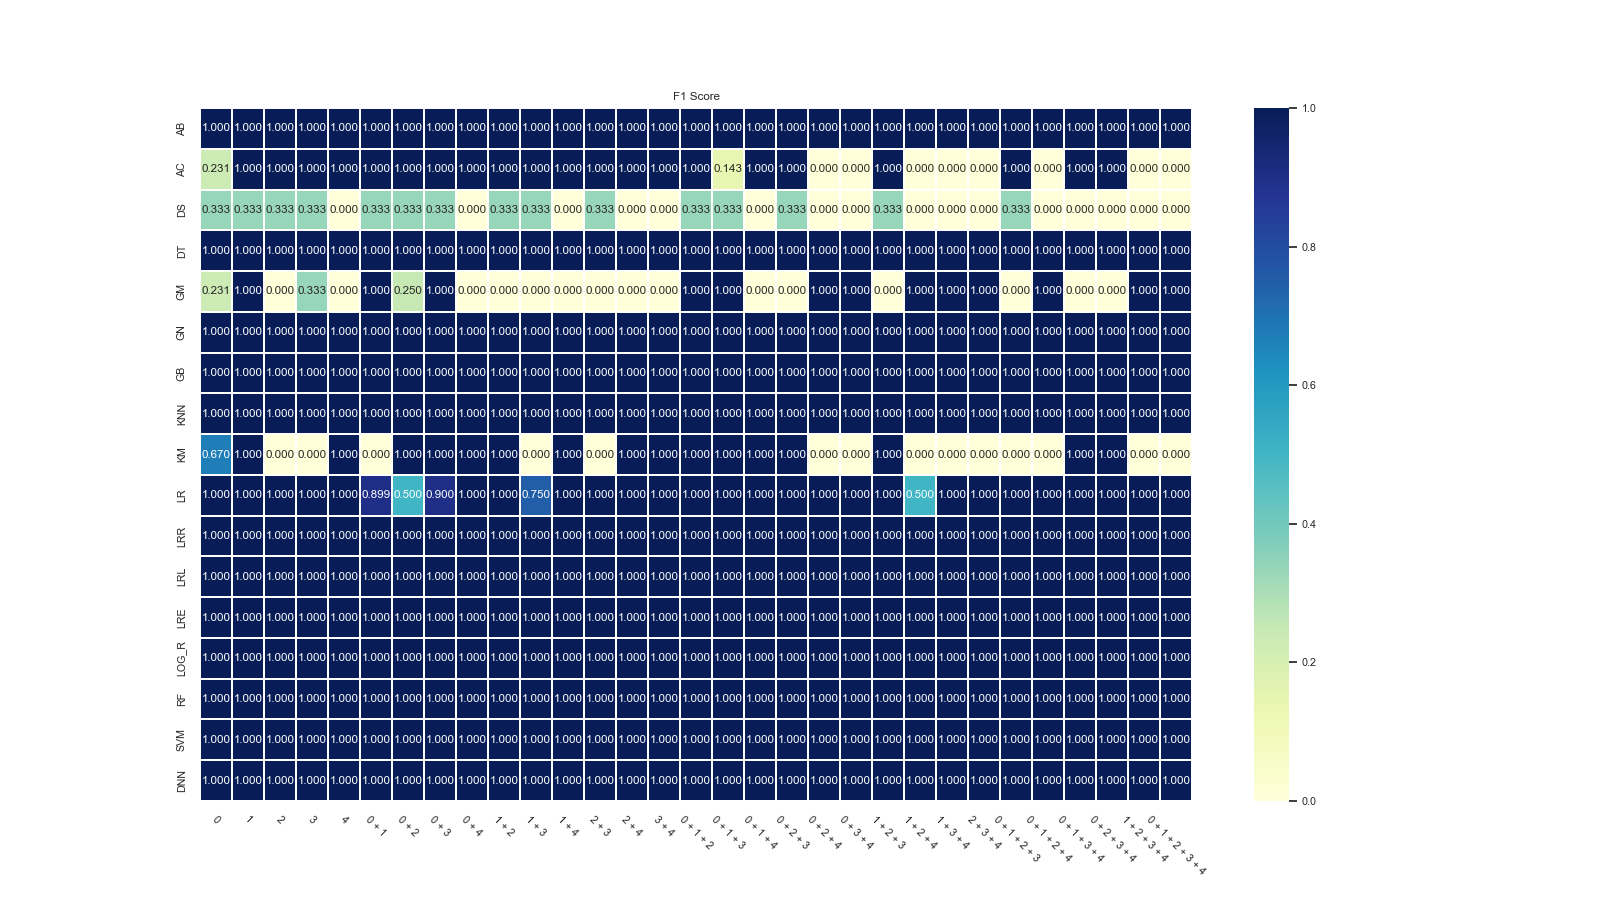 F1 Score
AB 1.000 1.000 1.000 1.000 1.000 1.000 1.000 1.000 1.000 1.000 1.000 1.000 1.000 1.000 1.000 1.000 1.000 1.000 1.000 1.000 1.000 1.000 1.000 1.000 1.000 1.000 1.000 1.000 1.000 1.000 1.000
AC 0.231 1.000 1.000 1.000 1.000 1.000 1.000 1.000 1.000 1.000 1.000 1.000 1.000 1.000 1.000 1.000 0.143 1.000 1.000 0.000 0.000 1.000 0.000 0.000 0.000 1.000 0.000 1.000 1.000 0.000 0.000
DS 0.333 0.333 0.333 0.333 0.000 0.333 0.333 0.333 0.000 0.333 0.333 0.000 0.333 0.000 0.000 0.333 0.333 0.000 0.333 0.000 0.000 0.333 0.000 0.000 0.000 0.333 0.000 0.000 0.000 0.000 0.000
DT 1.000 1.000 1.000 1.000 1.000 1.000 1.000 1.000 1.000 1.000 1.000 1.000 1.000 1.000 1.000 1.000 1.000 1.000 1.000 1.000 1.000 1.000 1.000 1.000 1.000 1.000 1.000 1.000 1.000 1.000 1.000
GM 0.231 1.000 0.000 0.333 0.000 1.000 0.250 1.000 0.000 0.000 0.000 0.000 0.000 0.000 0.000 1.000 1.000 0.000 0.000 1.000 1.000 0.000 1.000 1.000 1.000 0.000 1.000 0.000 0.000 1.000 1.000
GN 1.000 1.000 1.000 1.000 1.000 1.000 1.000 1.000 1.000 1.000 1.000 1.000 1.000 1.000 1.000 1.000 1.000 1.000 1.000 1.000 1.000 1.000 1.000 1.000 1.000 1.000 1.000 1.000 1.000 1.000 1.000
GB 1.000 1.000 1.000 1.000 1.000 1.000 1.000 1.000 1.000 1.000 1.000 1.000 1.000 1.000 1.000 1.000 1.000 1.000 1.000 1.000 1.000 1.000 1.000 1.000 1.000 1.000 1.000 1.000 1.000 1.000 1.000
KNN 1.000 1.000 1.000 1.000 1.000 1.000 1.000 1.000 1.000 1.000 1.000 1.000 1.000 1.000 1.000 1.000 1.000 1.000 1.000 1.000 1.000 1.000 1.000 1.000 1.000 1.000 1.000 1.000 1.000 1.000 1.000
KM 0.670 1.000 0.000 0.000 1.000 0.000 1.000 1.000 1.000 1.000 0.000 1.000 0.000 1.000 1.000 1.000 1.000 1.000 1.000 0.000 0.000 1.000 0.000 0.000 0.000 0.000 0.000 1.000 1.000 0.000 0.000
LR 1.000 1.000 1.000 1.000 1.000 0.899 0.500 0.900 1.000 1.000 0.750 1.000 1.000 1.000 1.000 1.000 1.000 1.000 1.000 1.000 1.000 1.000 0.500 1.000 1.000 1.000 1.000 1.000 1.000 1.000 1.000
LRR 1.000 1.000 1.000 1.000 1.000 1.000 1.000 1.000 1.000 1.000 1.000 1.000 1.000 1.000 1.000 1.000 1.000 1.000 1.000 1.000 1.000 1.000 1.000 1.000 1.000 1.000 1.000 1.000 1.000 1.000 1.000
LRL 1.000 1.000 1.000 1.000 1.000 1.000 1.000 1.000 1.000 1.000 1.000 1.000 1.000 1.000 1.000 1.000 1.000 1.000 1.000 1.000 1.000 1.000 1.000 1.000 1.000 1.000 1.000 1.000 1.000 1.000 1.000
LRE 1.000 1.000 1.000 1.000 1.000 1.000 1.000 1.000 1.000 1.000 1.000 1.000 1.000 1.000 1.000 1.000 1.000 1.000 1.000 1.000 1.000 1.000 1.000 1.000 1.000 1.000 1.000 1.000 1.000 1.000 1.000
LOG_R 1.000 1.000 1.000 1.000 1.000 1.000 1.000 1.000 1.000 1.000 1.000 1.000 1.000 1.000 1.000 1.000 1.000 1.000 1.000 1.000 1.000 1.000 1.000 1.000 1.000 1.000 1.000 1.000 1.000 1.000 1.000
RF 1.000 1.000 1.000 1.000 1.000 1.000 1.000 1.000 1.000 1.000 1.000 1.000 1.000 1.000 1.000 1.000 1.000 1.000 1.000 1.000 1.000 1.000 1.000 1.000 1.000 1.000 1.000 1.000 1.000 1.000 1.000
SVM 1.000 1.000 1.000 1.000 1.000 1.000 1.000 1.000 1.000 1.000 1.000 1.000 1.000 1.000 1.000 1.000 1.000 1.000 1.000 1.000 1.000 1.000 1.000 1.000 1.000 1.000 1.000 1.000 1.000 1.000 1.000
DNN 1.000 1.000 1.000 1.000 1.000 1.000 1.000 1.000 1.000 1.000 1.000 1.000 1.000 1.000 1.000 1.000 1.000 1.000 1.000 1.000 1.000 1.000 1.000 1.000 1.000 1.000 1.000 1.000 1.000 1.000 1.000
0
1
2
3
4
0 + 1
0 + 2
0 + 3
0 + 4
1 + 2
1 + 3
1 + 4
2 + 3
2 + 4
3 + 4
0 + 1 + 2
0 + 1 + 3
0 + 1 + 4
0 + 2 + 3
0 + 2 + 4
0 + 3 + 4
1 + 2 + 3
1 + 2 + 4
1 + 3 + 4
2 + 3 + 4
0 + 1 + 2 + 3
0 + 1 + 2 + 4
0 + 1 + 3 + 4
0 + 2 + 3 + 4
1 + 2 + 3 + 4
0 + 1 + 2 + 3 + 4
1.0
0.8
0.6
0.4
0.2
0.0